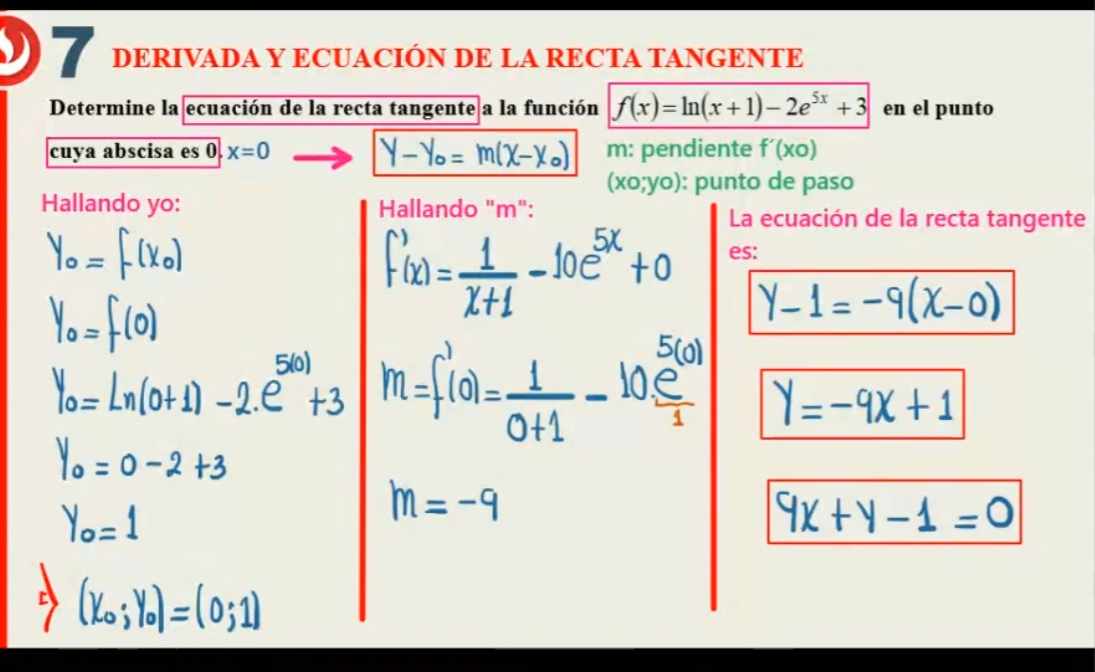 7 DERIVADA Y ECUACIÓN DE LA RECTA TANGENTE
Determine la ecuación de la recta tangente a la función f(x)=ln(x+1)−2e^{5x}+3 en el punto
cuya abscisa es 0. x=0 → Y−Y₀ = m(X−X₀)
m: pendiente f´(xo)
(xo;yo): punto de paso
Hallando yo:
Y₀ = f(X₀)
Y₀ = f(0)
Y₀ = Ln(0+1) −2.e^{5(0)} +3
Y₀ = 0 −2 +3
Y₀ = 1
⇒ (X₀;Y₀) = (0;1)
Hallando "m":
f'(x) = 1/(X+1) − 10e^{5X} + 0
m = f'(0) = 1/(0+1) − 10.e^{5(0)}
1
m = −9
La ecuación de la recta tangente
es:
Y−1 = −9(X−0)
Y = −9X + 1
9X + Y − 1 = 0